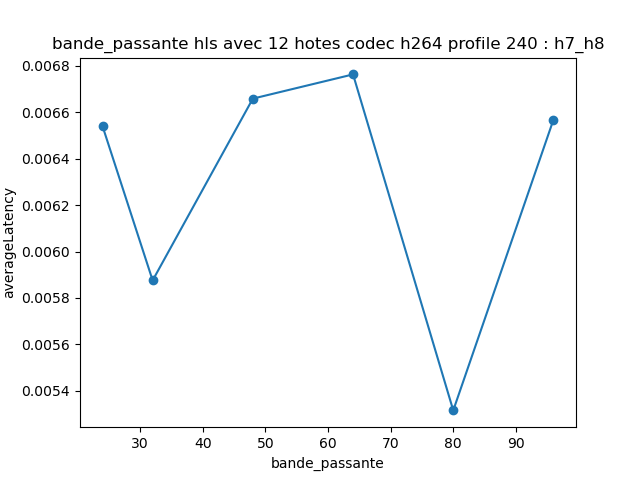 bande_passante hls avec 12 hotes codec h264 profile 240 : h7_h8
0.0068
0.0066
0.0064
0.0062
0.0060
0.0058
0.0056
0.0054
averageLatency
30 40 50 60 70 80 90
bande_passante